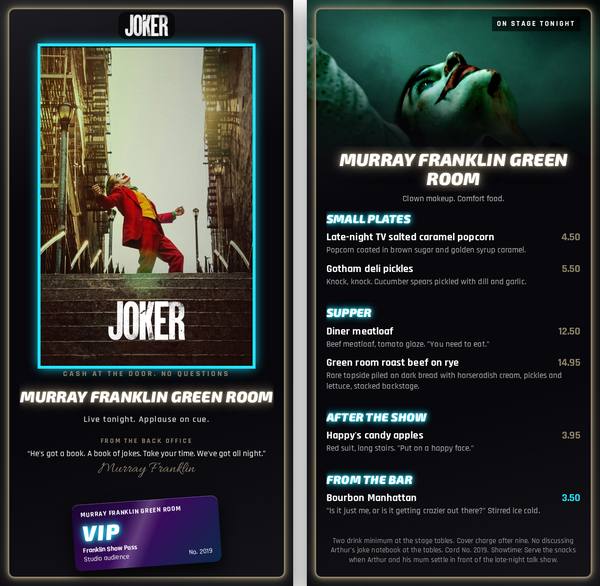 JOKER
JOKER
CASH AT THE DOOR. NO QUESTIONS
MURRAY FRANKLIN GREEN ROOM
Live tonight. Applause on cue.
FROM THE BACK OFFICE
"He's got a book. A book of jokes. Take your time. We've got all night."
Murray Franklin
MURRAY FRANKLIN GREEN ROOM
VIP
Franklin Show Pass
Studio audience
No. 2019
ON STAGE TONIGHT
MURRAY FRANKLIN GREEN
ROOM
Clown makeup. Comfort food.
SMALL PLATES
Late-night TV salted caramel popcorn 4.50
Popcorn coated in brown sugar and golden syrup caramel.
Gotham deli pickles 5.50
Knock, knock. Cucumber spears pickled with dill and garlic.
SUPPER
Diner meatloaf 12.50
Beef meatloaf, tomato glaze. "You need to eat."
Green room roast beef on rye 14.95
Rare topside piled on dark bread with horseradish cream, pickles and
lettuce, stacked backstage.
AFTER THE SHOW
Happy's candy apples 3.95
Red suit, long stairs. "Put on a happy face."
FROM THE BAR
Bourbon Manhattan 3.50
"Is it just me, or is it getting crazier out there?" Stirred ice cold.
Two drink minimum at the stage tables. Cover charge after nine. No discussing
Arthur's joke notebook at the tables. Card No. 2019. Showtime: Serve the snacks
when Arthur and his mum settle in front of the late-night talk show.